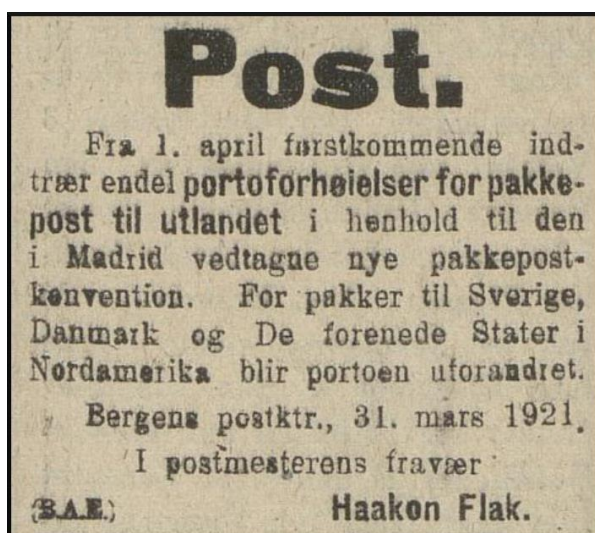 Post.
Fra 1. april førstkommende ind-
trær endel portoforhøielser for pakke-
post til utlandet i henhold til den
i Madrid vedtagne nye pakkepost-
konvention. For pakker til Sverige,
Danmark og De forenede Stater i
Nordamerika blir portoen uforandret.
Bergens postktr., 31. mars 1921.
I postmesterens fravær
(B.A.E.) Haakon Flak.